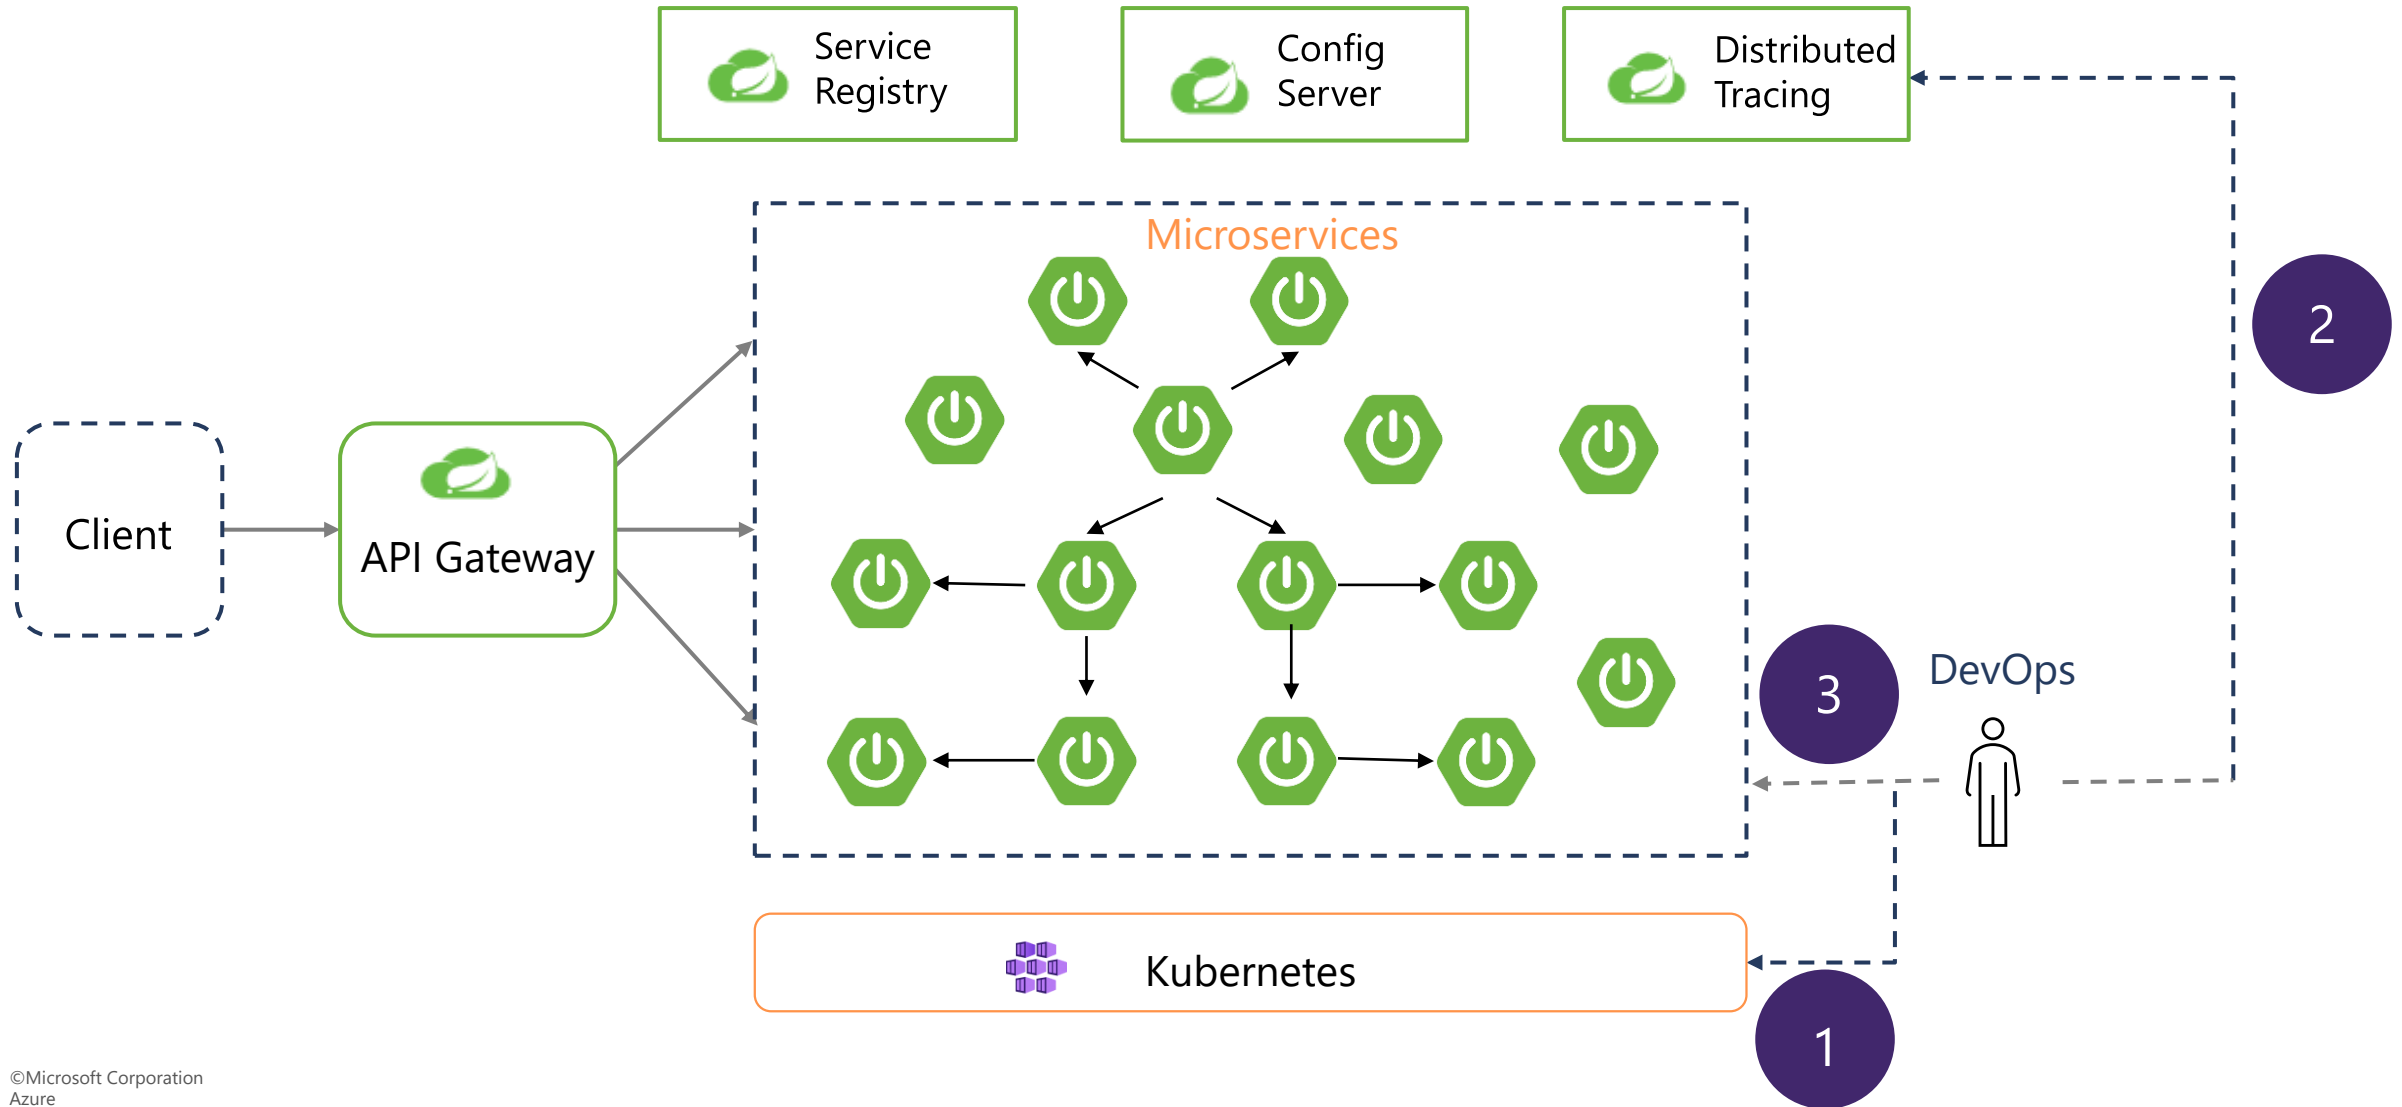 Service
Registry
Config
Server
Distributed
Tracing
Microservices
2
Client
API Gateway
3
DevOps
Kubernetes
1
©Microsoft Corporation
Azure